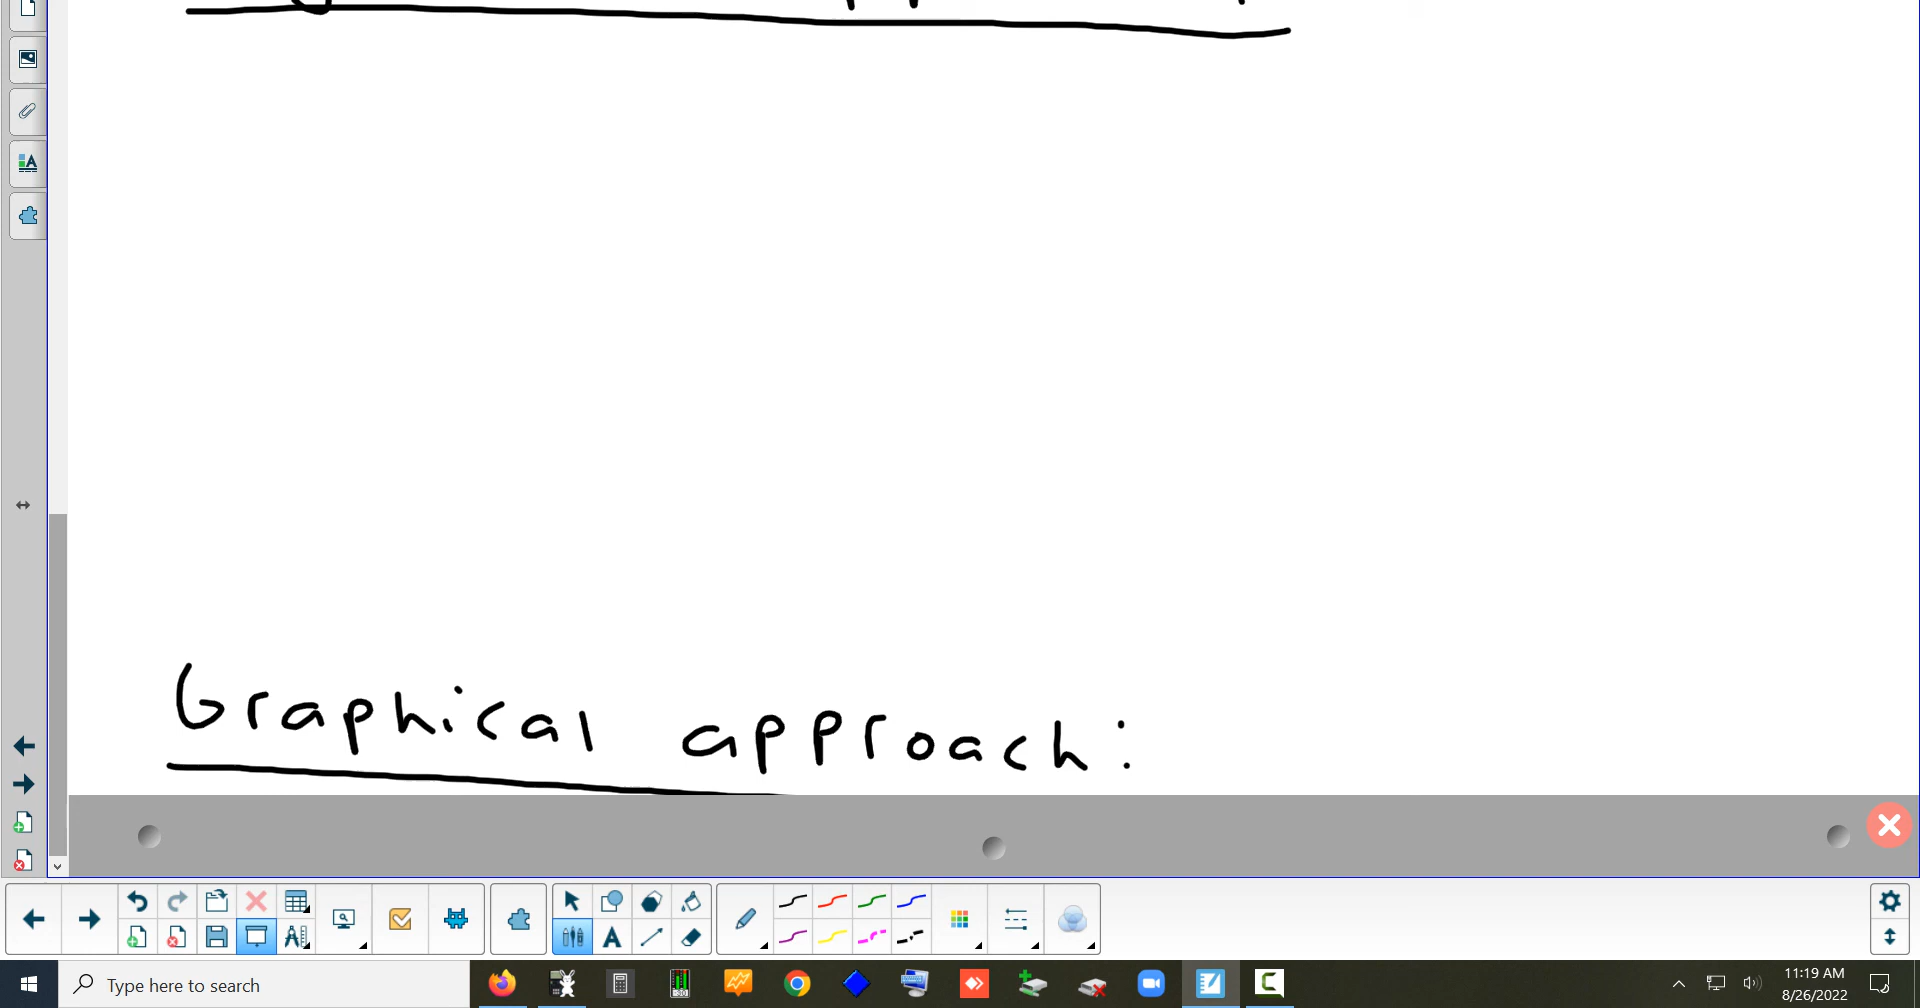 Graphical approach:
Type here to search
11:19 AM
8/26/2022